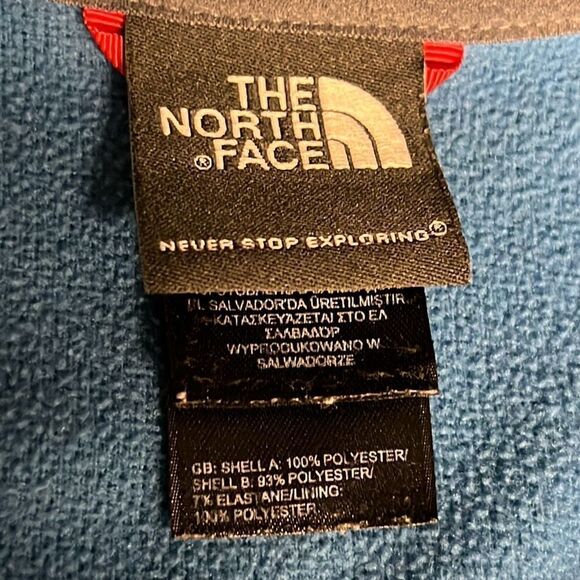 THE
NORTH
® FACE
NEVER STOP EXPLORING®
EL SALVADOR'DA ÜRETILMIŞTIR
ΚΑΤΑΣΚΕΥΑΖΕΤΑΙ ΣΤΟ ΕΛ
ΣΑΛΒΑΔΟΡ
WYPRODUKOWANO W
SALWADORZE
GB: SHELL A: 100% POLYESTER/
SHELL B: 93% POLYESTER/
7% ELASTANE/LINING:
100% POLYESTER